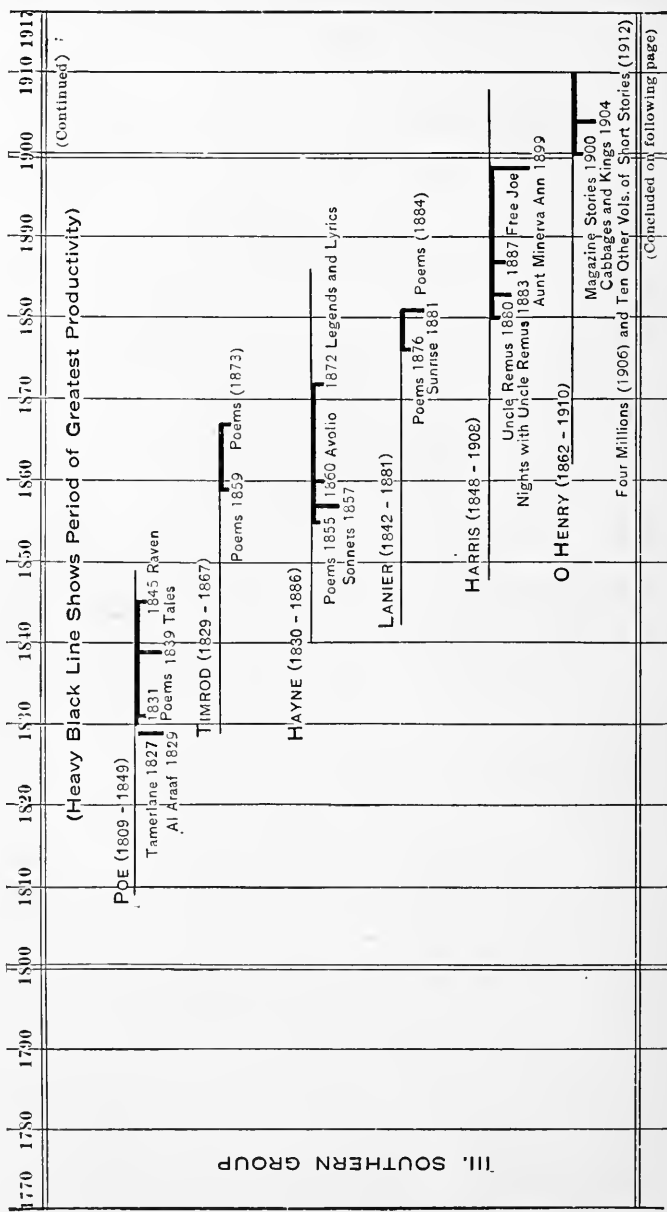 1770 1780 1790 1800 1810 1820 1830 1840 1850 1860 1870 1880 1890 1900 1910 1917
(Heavy Black Line Shows Period of Greatest Productivity)
(Continued) :
III. SOUTHERN GROUP
POE (1809 - 1849)
Tamerlane 1827 1831 1845 Raven
Al Araaf 1829 Poems 1839 Tales
TIMROD (1829 - 1867)
Poems 1859 Poems (1873)
HAYNE (1830 - 1886)
Poems 1855 1860 Avolio 1872 Legends and Lyrics
Sonnets 1857
LANIER (1842 - 1881)
Poems 1876 Poems (1884)
Sunrise 1881
HARRIS (1848 - 1908)
Uncle Remus 1880 1887 Free Joe
Nights with Uncle Remus 1883 Aunt Minerva Ann 1899
O HENRY (1862 - 1910)
Magazine Stories 1900
Cabbages and Kings 1904
Four Millions (1906) and Ten Other Vols. of Short Stories (1912)
(Concluded on following page)